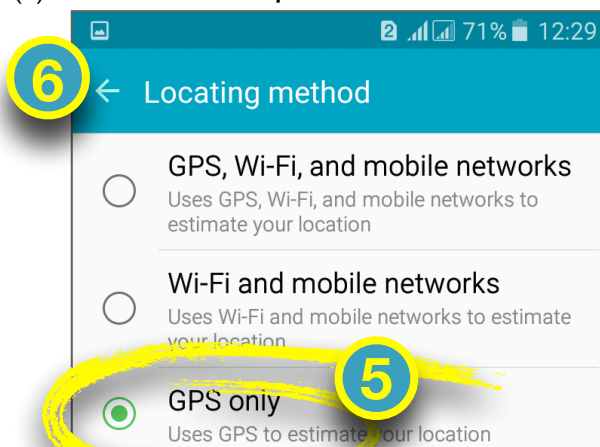 2 71% 12:29
6
Locating method
GPS, Wi-Fi, and mobile networks
Uses GPS, Wi-Fi, and mobile networks to
estimate your location
Wi-Fi and mobile networks
Uses Wi-Fi and mobile networks to estimate
your location
5
GPS only
Uses GPS to estimate your location